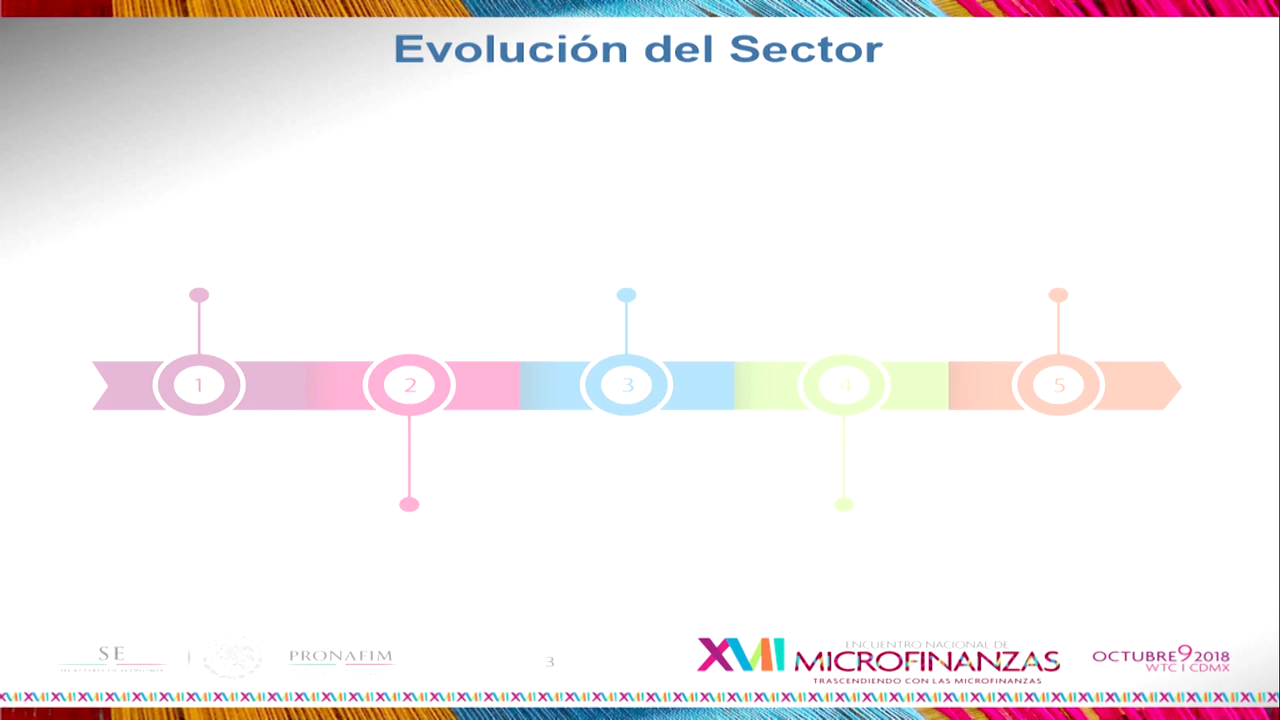 Evolución del Sector
1
2
3
4
5
SE
PRONAFIM
3
XVII
ENCUENTRO NACIONAL DE
MICROFINANZAS
TRASCENDIENDO CON LAS MICROFINANZAS
OCTUBRE 9 2018
WTC | CDMX